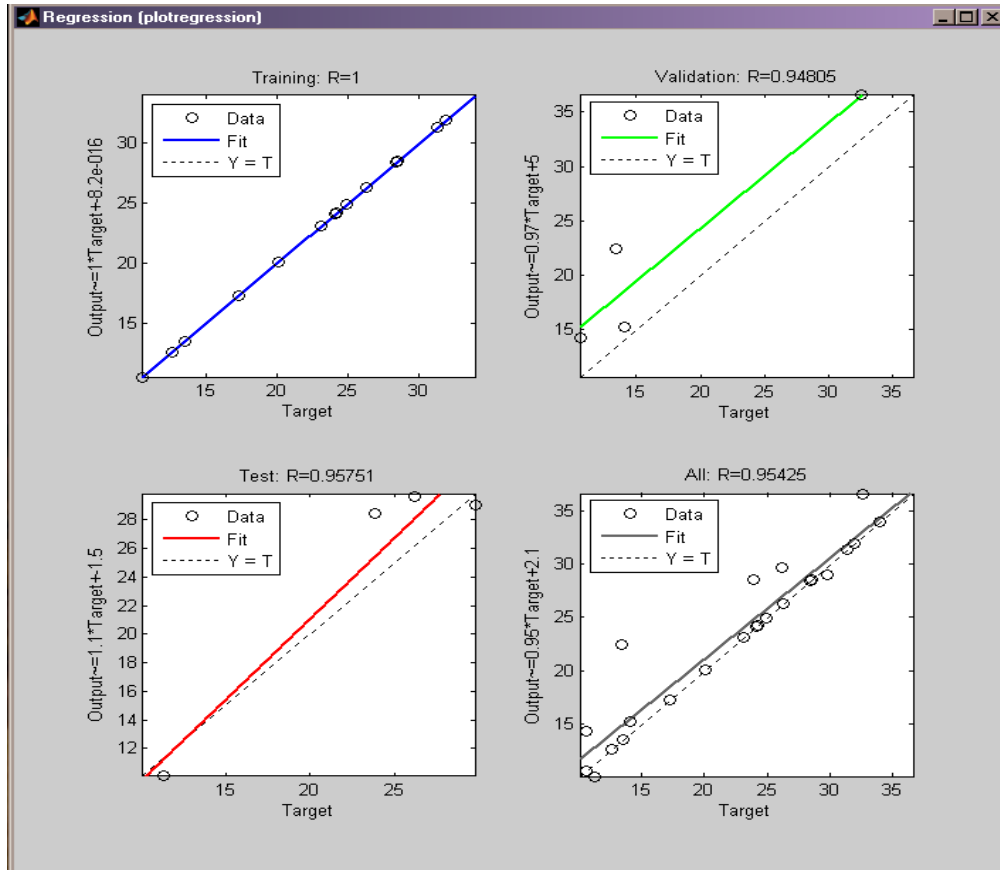 Regression (plotregression)
Training: R=1
Data
Fit
Y = T
30
25
20
15
15
20
25
30
Target
Output~=1*Target+-8.2e-016
Validation: R=0.94805
Data
Fit
Y = T
35
30
25
20
15
15
20
25
30
35
Target
Output~=0.97*Target+5
Test: R=0.95751
Data
Fit
Y = T
28
26
24
22
20
18
16
14
12
15
20
25
Target
Output~=1.1*Target+-1.5
All: R=0.95425
Data
Fit
Y = T
35
30
25
20
15
15
20
25
30
35
Target
Output~=0.95*Target+2.1